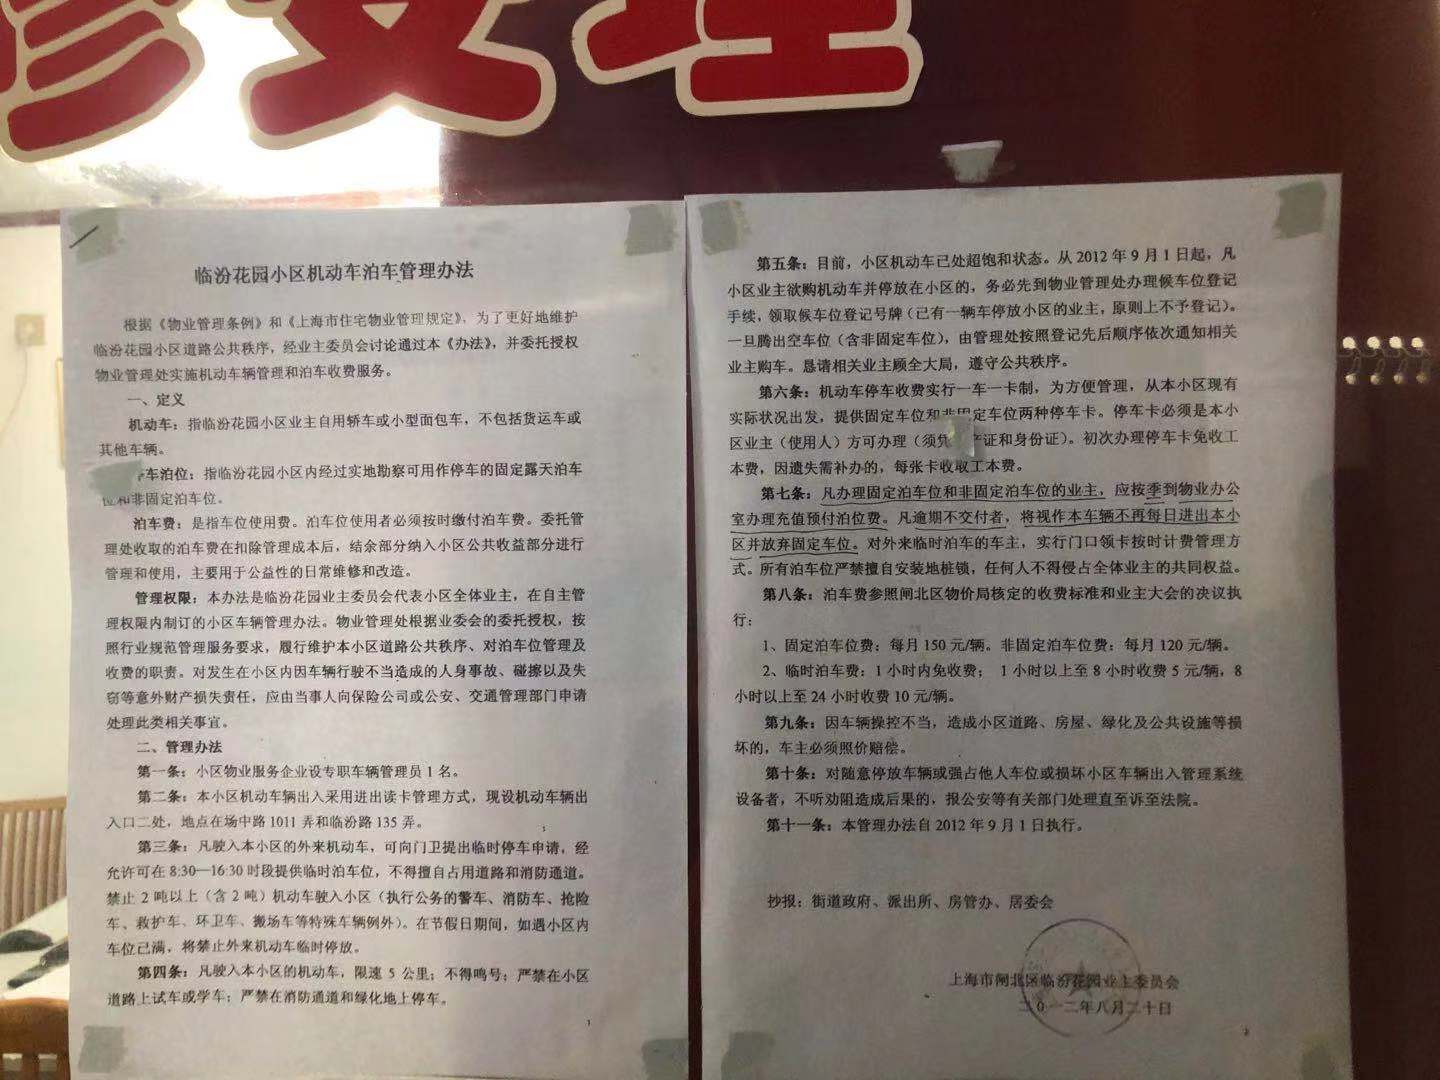 理
临汾花园小区机动车泊车管理办法
根据《物业管理条例》和《上海市住宅物业管理规定》，为了更好地维护
临汾花园小区道路公共秩序，经业主委员会讨论通过本《办法》，并委托授权
物业管理处实施机动车辆管理和泊车收费服务。
一、定义
机动车：指临汾花园小区业主自用轿车或小型面包车，不包括货运车或
其他车辆。
车泊位：指临汾花园小区内经过实地勘察可用作停车的固定露天泊车
位和非固定泊车位。
泊车费：是指车位使用费。泊车位使用者必须按时缴付泊车费。委托管
理处收取的泊车费在扣除管理成本后，结余部分纳入小区公共收益部分进行
管理和使用，主要用于公益性的日常维修和改造。
管理权限：本办法是临汾花园业主委员会代表小区全体业主，在自主管
理权限内制订的小区车辆管理办法。物业管理处根据业委会的委托授权，按
照行业规范管理服务要求，履行维护本小区道路公共秩序、对泊车位管理及
收费的职责。对发生在小区内因车辆行驶不当造成的人身事故、碰擦以及失
窃等意外财产损失责任，应由当事人向保险公司或公安、交通管理部门申请
处理此类相关事宜。
二、管理办法
第一条：小区物业服务企业设专职车辆管理员 1 名。
第二条：本小区机动车辆出入采用进出读卡管理方式，现设机动车辆出
入口二处，地点在场中路 1011 弄和临汾路 135 弄。
第三条：凡驶入本小区的外来机动车，可向门卫提出临时停车申请，经
允许可在 8:30—16:30 时段提供临时泊车位，不得擅自占用道路和消防通道。
禁止 2 吨以上（含 2 吨）机动车驶入小区（执行公务的警车、消防车、抢险
车、救护车、环卫车、搬场车等特殊车辆例外）。在节假日期间，如遇小区内
车位已满，将禁止外来机动车临时停放。
第四条：凡驶入本小区的机动车，限速 5 公里；不得鸣号；严禁在小区
道路上试车或学车；严禁在消防通道和绿化地上停车。
1
第五条：目前，小区机动车已处超饱和状态。从 2012 年 9 月 1 日起，凡
小区业主欲购机动车并停放在小区的，务必先到物业管理处办理候车位登记
手续，领取候车位登记号牌（已有一辆车停放小区的业主，原则上不予登记）。
一旦腾出空车位（含非固定车位），由管理处按照登记先后顺序依次通知相关
业主购车。恳请相关业主顾全大局，遵守公共秩序。
第六条：机动车停车收费实行一车一卡制，为方便管理，从本小区现有
实际状况出发，提供固定车位和非固定车位两种停车卡。停车卡必须是本小
区业主（使用人）方可办理（须凭产证和身份证）。初次办理停车卡免收工
本费，因遗失需补办的，每张卡收取工本费。
第七条：凡办理固定泊车位和非固定泊车位的业主，应按季到物业办公
室办理充值预付泊位费。凡逾期不交付者，将视作本车辆不再每日进出本小
区并放弃固定车位。对外来临时泊车的车主，实行门口领卡按时计费管理方
式。所有泊车位严禁擅自安装地桩锁，任何人不得侵占全体业主的共同权益。
第八条：泊车费参照闸北区物价局核定的收费标准和业主大会的决议执
行：
1、固定泊车位费：每月 150 元/辆。非固定泊车位费：每月 120 元/辆。
2、临时泊车费：1 小时内免收费； 1 小时以上至 8 小时收费 5 元/辆，8
小时以上至 24 小时收费 10 元/辆。
第九条：因车辆操控不当，造成小区道路、房屋、绿化及公共设施等损
坏的，车主必须照价赔偿。
第十条：对随意停放车辆或强占他人车位或损坏小区车辆出入管理系统
设备者，不听劝阻造成后果的，报公安等有关部门处理直至诉至法院。
第十一条：本管理办法自 2012 年 9 月 1 日执行。
抄报：街道政府、派出所、房管办、居委会
上海市闸北区临汾花园业主委员会
二 0 一二年八月二十日
2